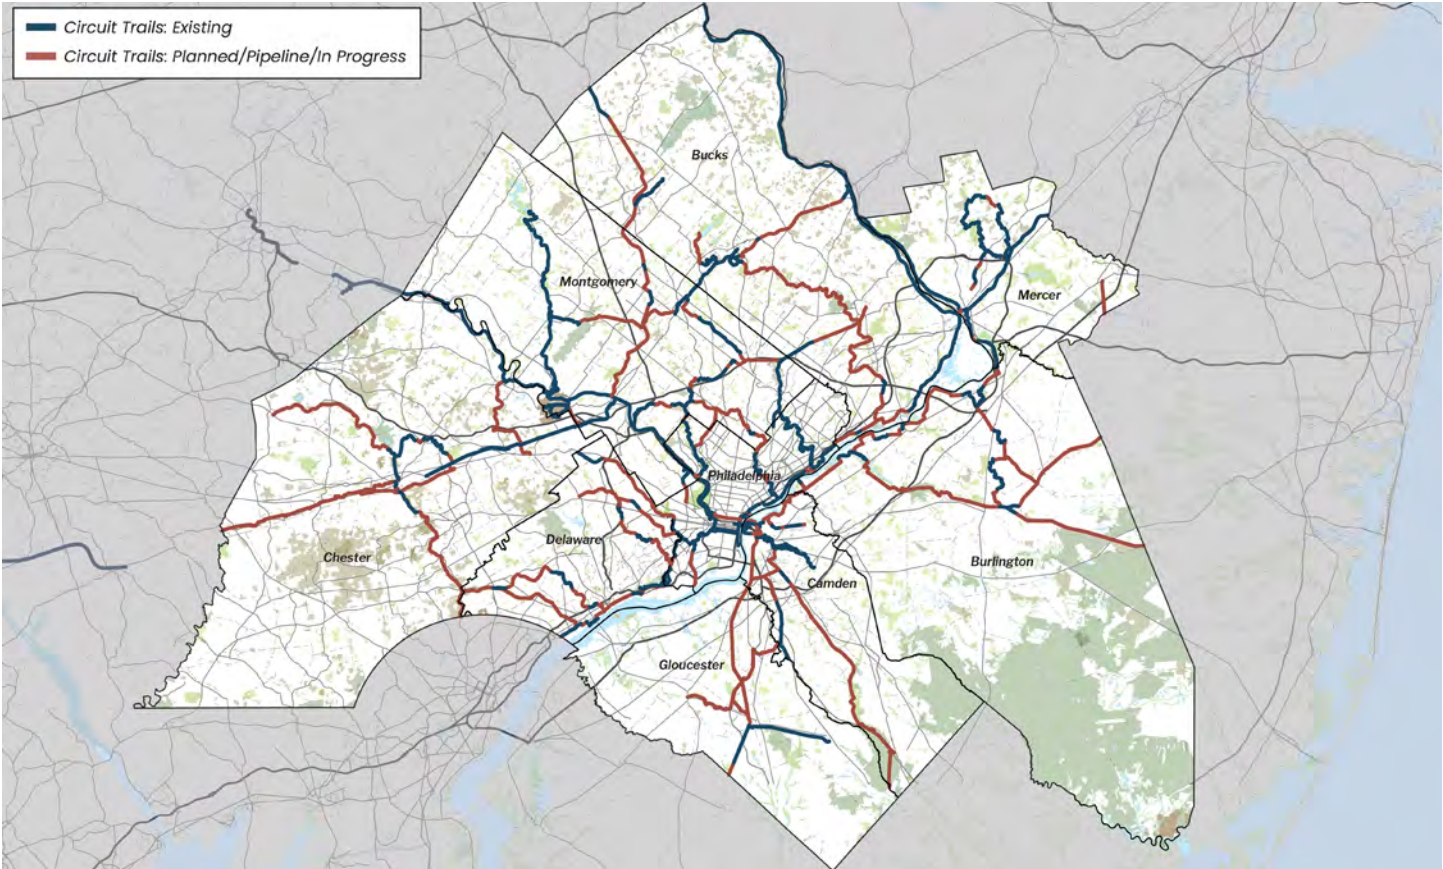 Circuit Trails: Existing
Circuit Trails: Planned/Pipeline/In Progress
Bucks
Montgomery
Mercer
Philadelphia
Delaware
Chester
Burlington
Camden
Gloucester